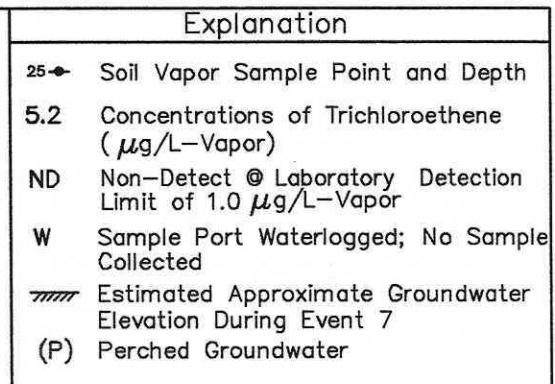 Explanation
25 Soil Vapor Sample Point and Depth
5.2 Concentrations of Trichloroethene
(μg/L-Vapor)
ND Non-Detect @ Laboratory Detection
Limit of 1.0 μg/L-Vapor
W Sample Port Waterlogged; No Sample
Collected
Estimated Approximate Groundwater
Elevation During Event 7
(P) Perched Groundwater